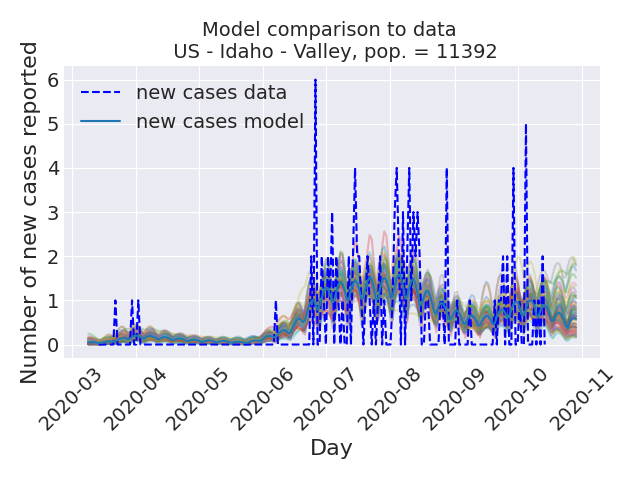 Model comparison to data
US - Idaho - Valley, pop. = 11392
Number of new cases reported
6
5
4
3
2
1
0
new cases data
new cases model
2020-03
2020-04
2020-05
2020-06
2020-07
2020-08
2020-09
2020-10
2020-11
Day